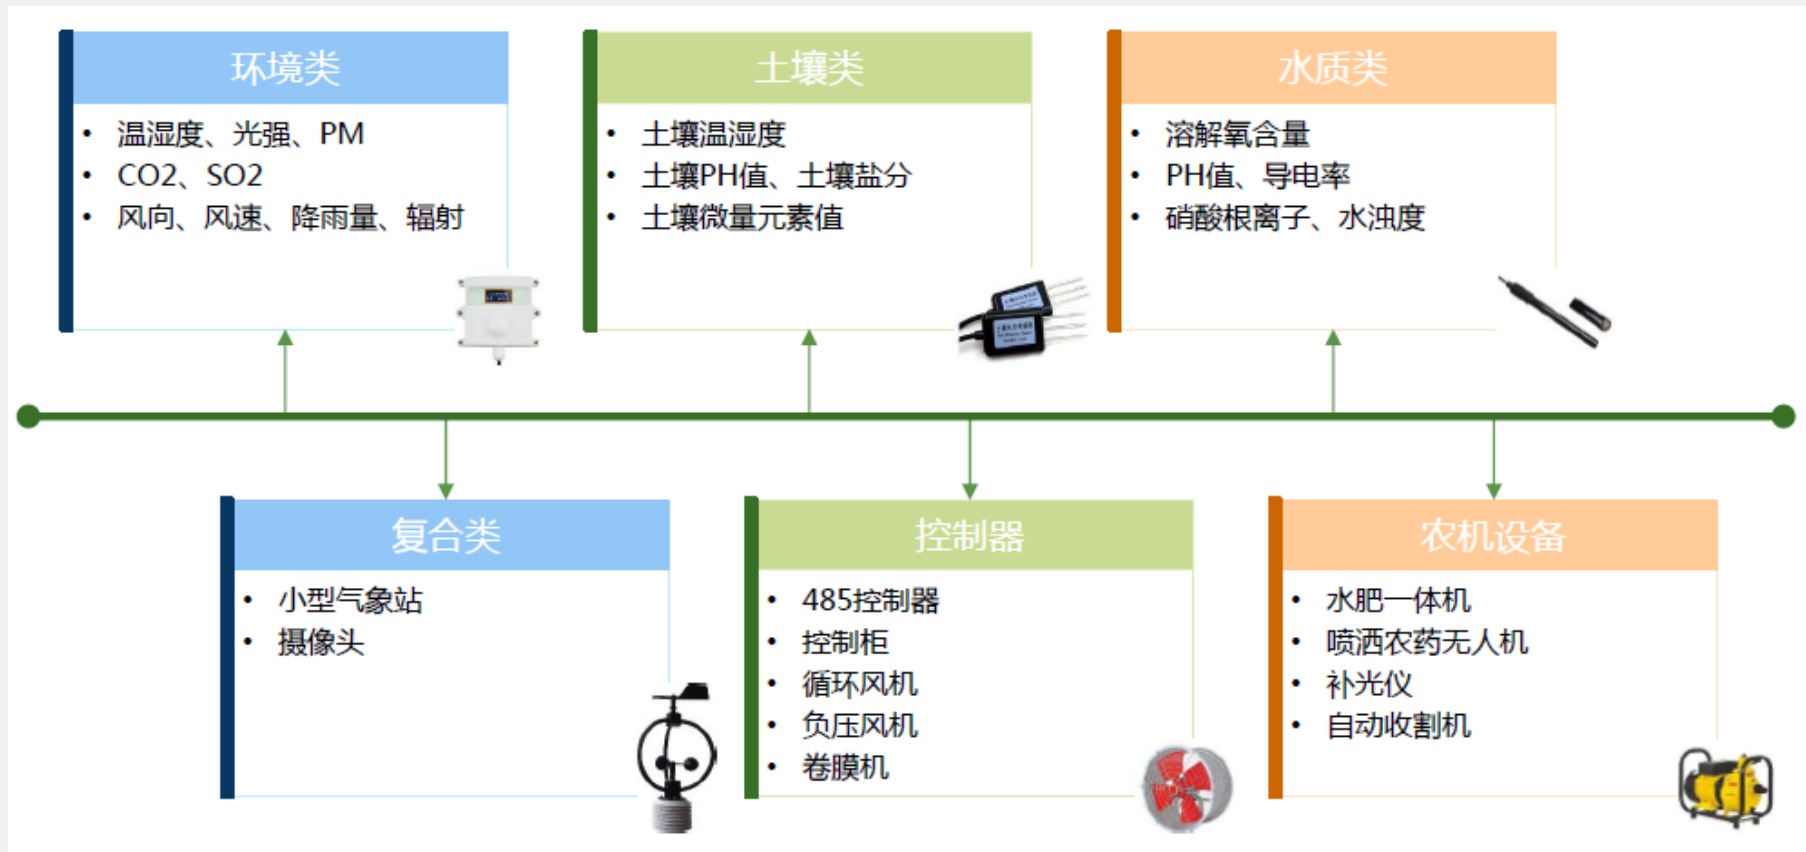 环境类
• 温湿度、光强、PM
• CO2、SO2
• 风向、风速、降雨量、辐射
土壤类
• 土壤温湿度
• 土壤PH值、土壤盐分
• 土壤微量元素值
水质类
• 溶解氧含量
• PH值、导电率
• 硝酸根离子、水浊度
复合类
• 小型气象站
• 摄像头
控制器
• 485控制器
• 控制柜
• 循环风机
• 负压风机
• 卷膜机
农机设备
• 水肥一体机
• 喷洒农药无人机
• 补光仪
• 自动收割机